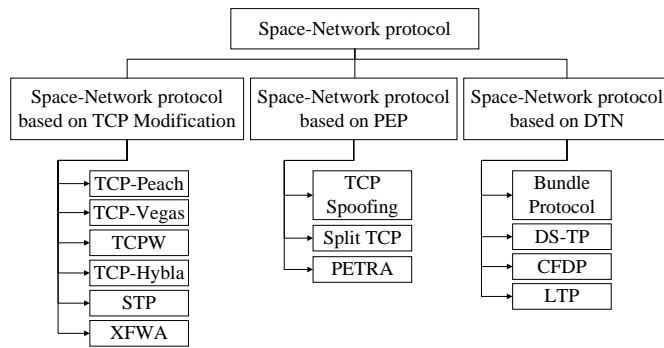 Space-Network protocol
Space-Network protocol
based on TCP Modification
Space-Network protocol
based on PEP
Space-Network protocol
based on DTN
TCP-Peach
TCP-Vegas
TCPW
TCP-Hybla
STP
XFWA
TCP
Spoofing
Split TCP
PETRA
Bundle
Protocol
DS-TP
CFDP
LTP